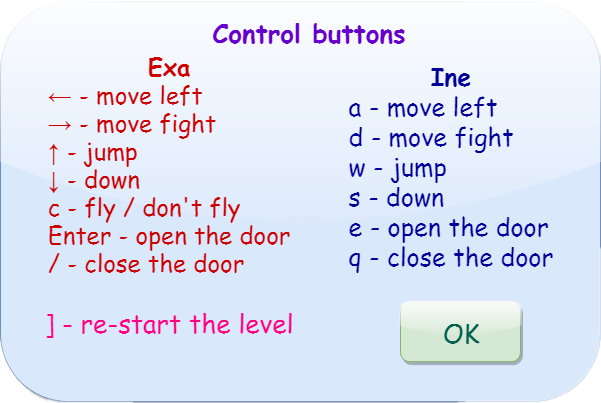 Control buttons
Exa
← - move left
→ - move fight
↑ - jump
↓ - down
c - fly / don't fly
Enter - open the door
/ - close the door
] - re-start the level
Ine
a - move left
d - move fight
w - jump
s - down
e - open the door
q - close the door
OK